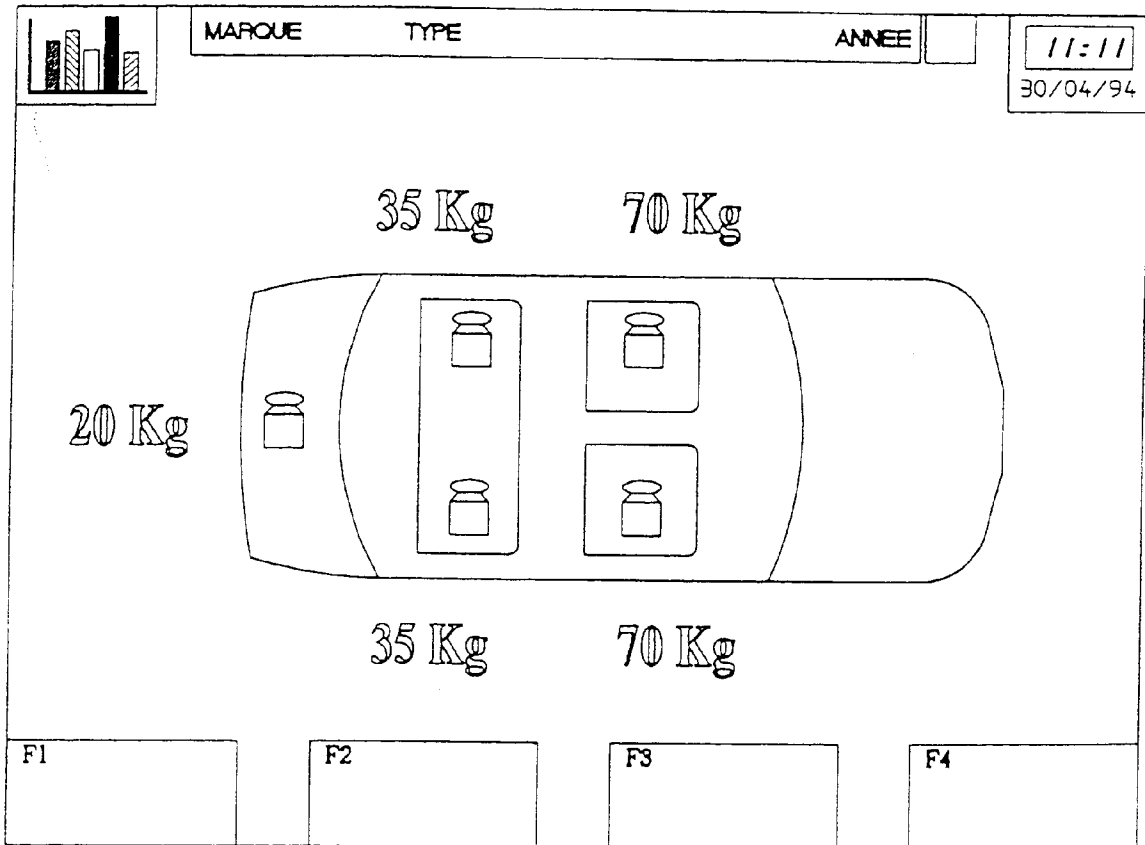 MARQUE TYPE ANNEE
11:11
30/04/94
35 Kg 70 Kg
20 Kg
35 Kg 70 Kg
F1 F2 F3 F4